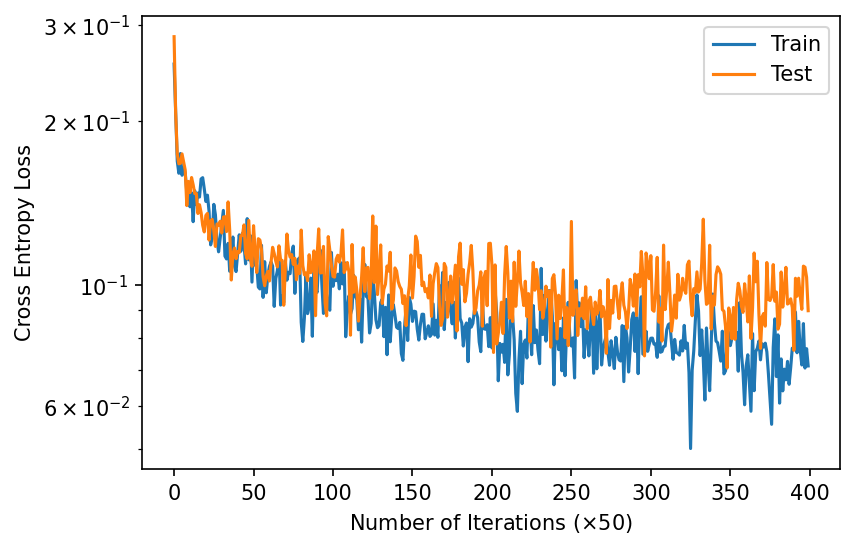 3 × 10⁻¹
2 × 10⁻¹
10⁻¹
6 × 10⁻²
Cross Entropy Loss
Train
Test
0 50 100 150 200 250 300 350 400
Number of Iterations (×50)